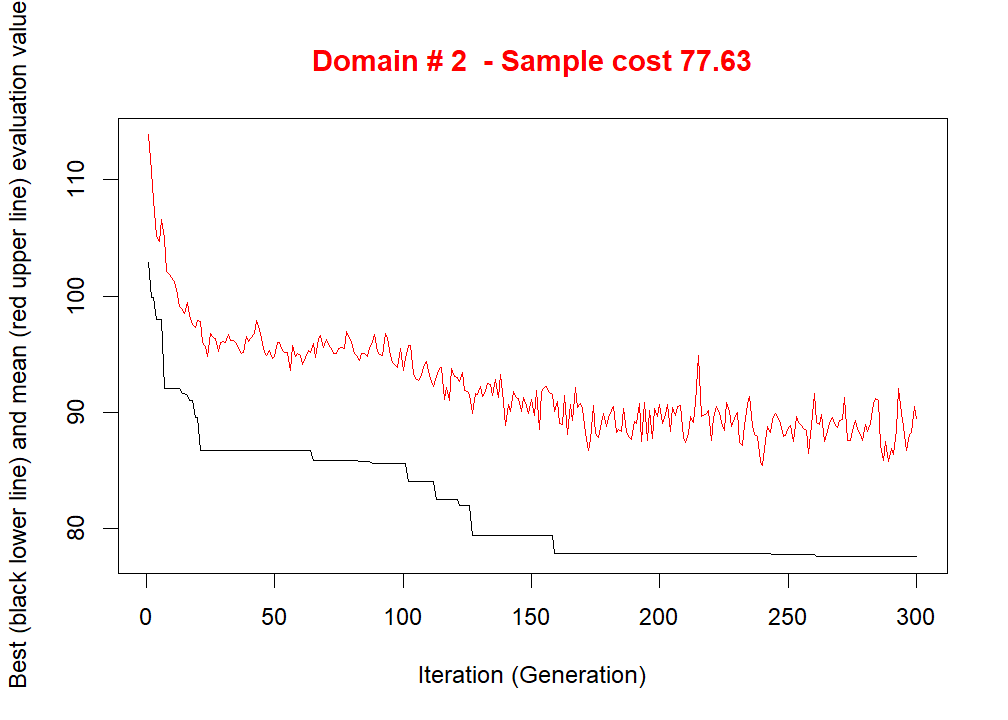 Domain # 2  - Sample cost 77.63
Best (black lower line) and mean (red upper line) evaluation value
110
100
90
80
0 50 100 150 200 250 300
Iteration (Generation)